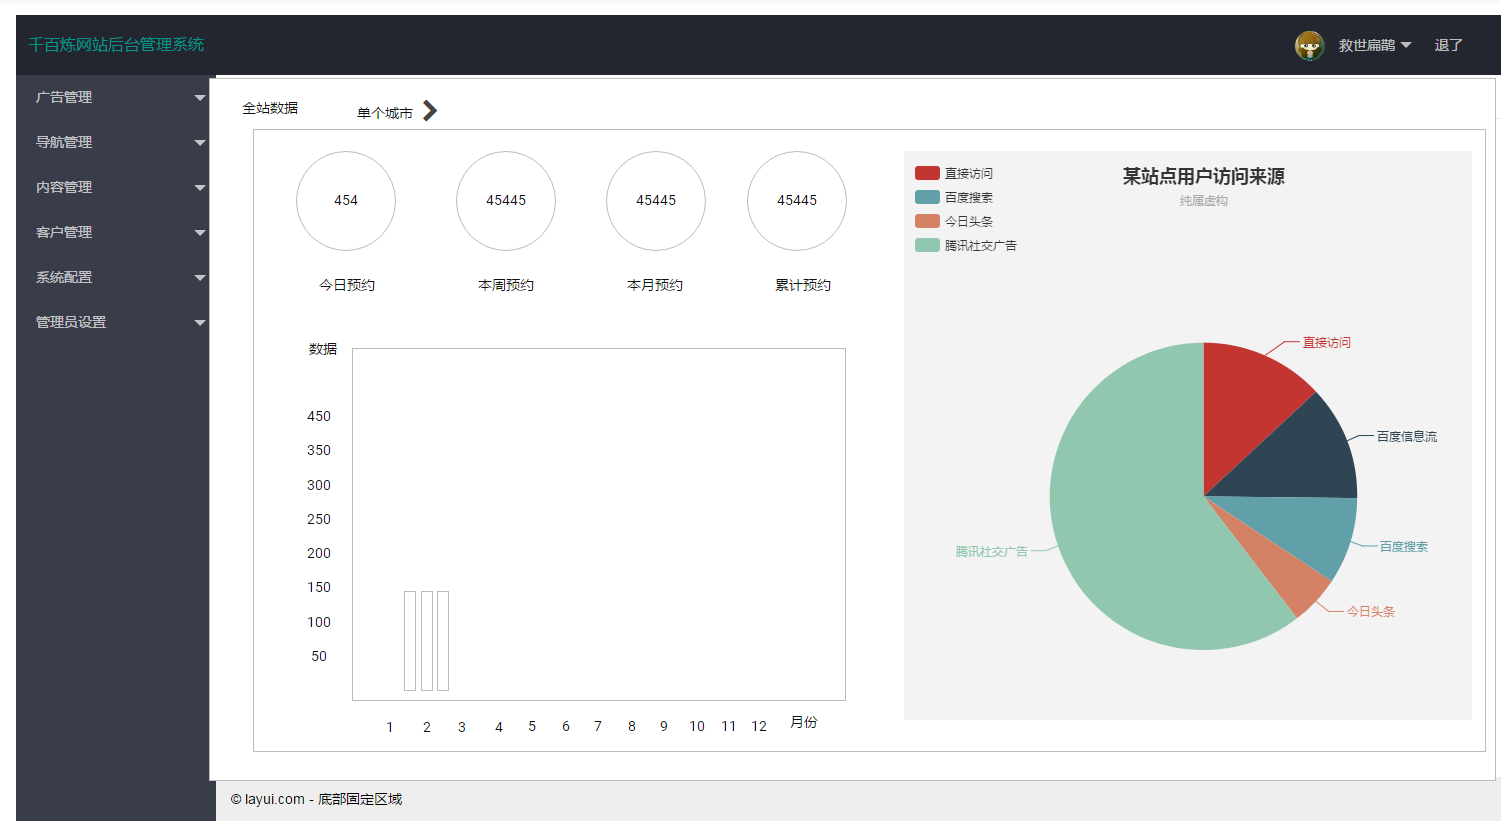 千百炼网站后台管理系统
救世扁鹊
退了
广告管理
导航管理
内容管理
客户管理
系统配置
管理员设置
全站数据
单个城市
454
45445
45445
45445
今日预约
本周预约
本月预约
累计预约
数据
450
350
300
250
200
150
100
50
1 2 3 4 5 6 7 8 9 10 11 12 月份
某站点用户访问来源
纯属虚构
直接访问
百度搜索
今日头条
腾讯社交广告
直接访问
百度信息流
百度搜索
今日头条
腾讯社交广告
© layui.com - 底部固定区域